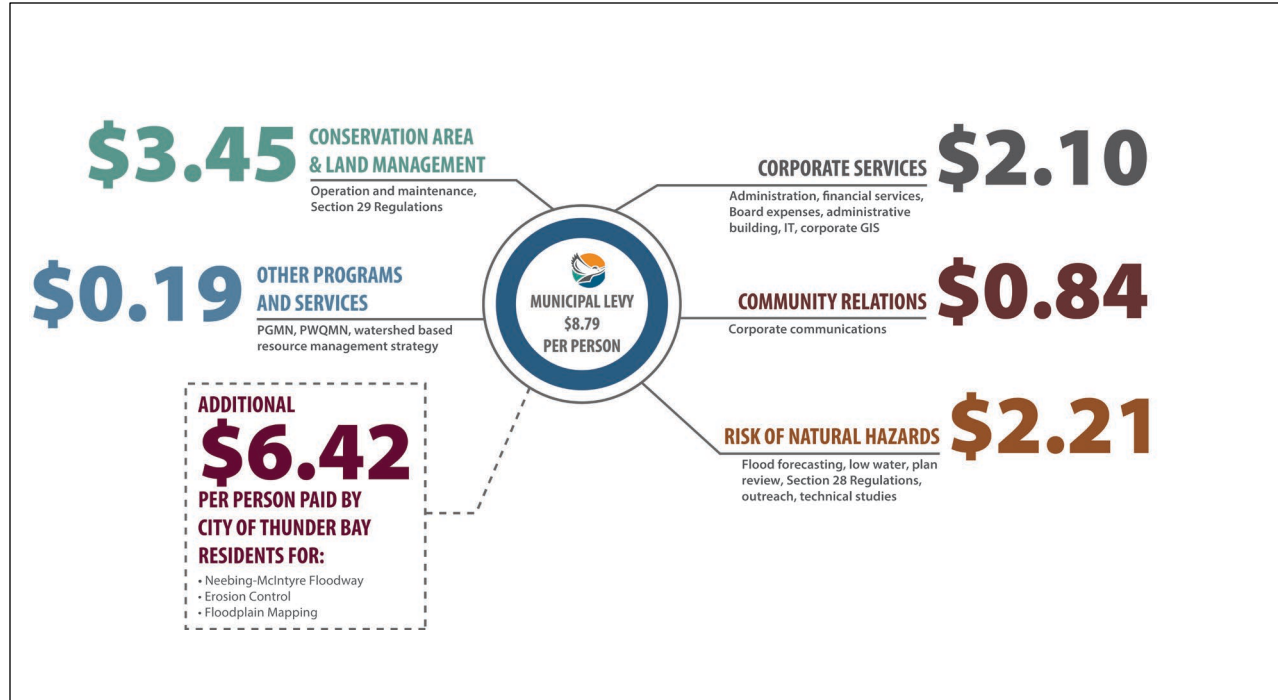 $3.45
CONSERVATION AREA
& LAND MANAGEMENT
Operation and maintenance,
Section 29 Regulations
$0.19
OTHER PROGRAMS
AND SERVICES
PGMN, PWQMN, watershed based
resource management strategy
ADDITIONAL
$6.42
PER PERSON PAID BY
CITY OF THUNDER BAY
RESIDENTS FOR:
• Neebing-McIntyre Floodway
• Erosion Control
• Floodplain Mapping
MUNICIPAL LEVY
$8.79
PER PERSON
CORPORATE SERVICES
$2.10
Administration, financial services,
Board expenses, administrative
building, IT, corporate GIS
COMMUNITY RELATIONS
$0.84
Corporate communications
RISK OF NATURAL HAZARDS
$2.21
Flood forecasting, low water, plan
review, Section 28 Regulations,
outreach, technical studies